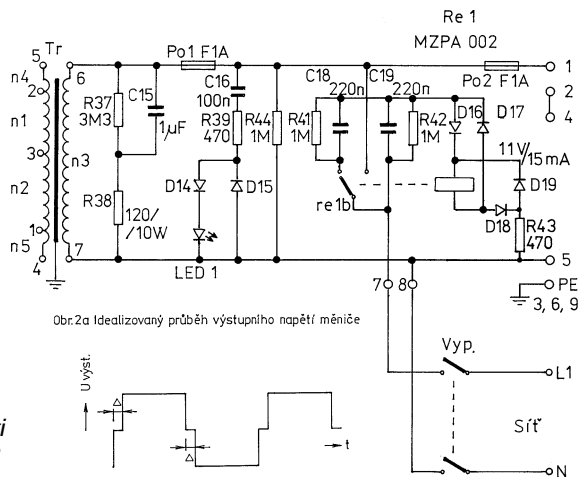 Re 1
MZPA 002
Tr
Po1 F1A
Po2 F1A
5
6
n4
2
n1
3
n2
1
n5
4
n3
7
R37
3M3
C15
1µF
R38
120/
/10W
C16
100n
R39
470
R44
1M
D14
D15
LED 1
C18
220n
C19
220n
R41
1M
R42
1M
re1b
D16
D17
11V/
/15mA
D19
D18
R43
470
1
2
4
5
PE
3, 6, 9
7
8
Obr.2a Idealizovaný průběh výstupního napětí měniče
U výst.
Δ
Δ
t
Vyp.
L1
Síť
N